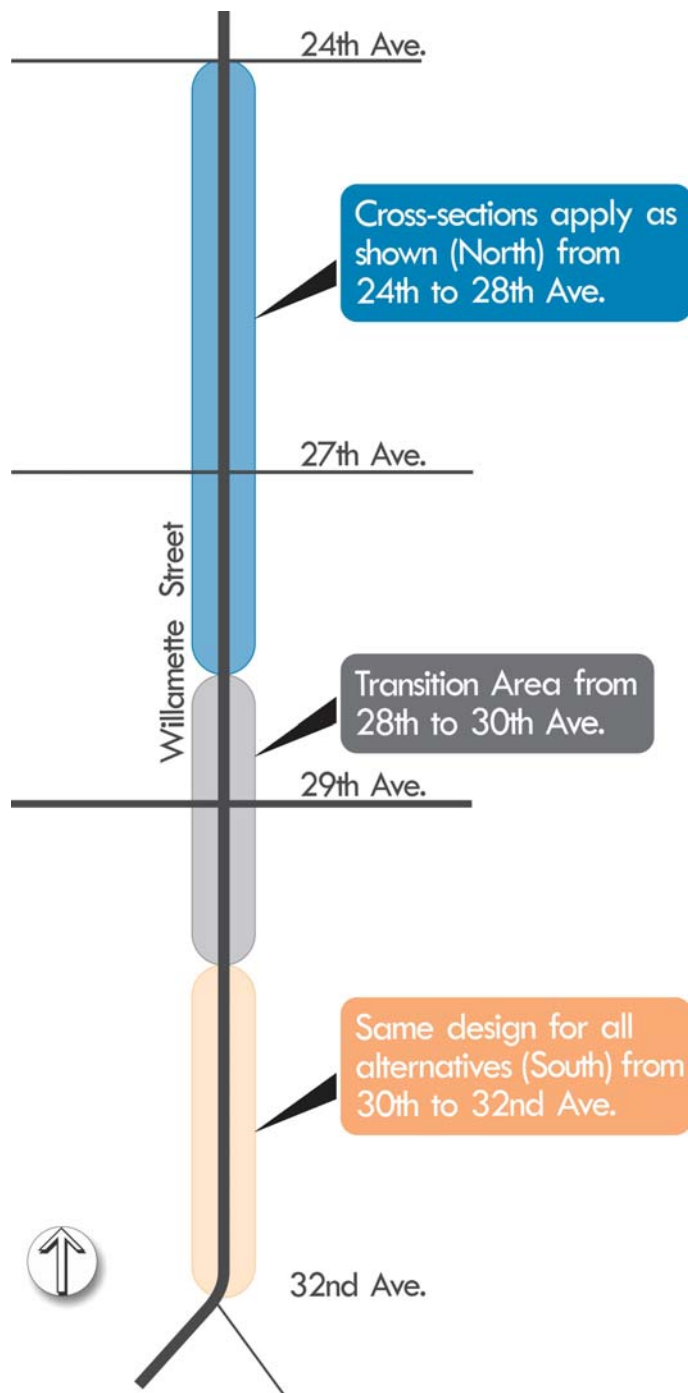 24th Ave.
Cross-sections apply as
shown (North) from
24th to 28th Ave.
27th Ave.
Willamette Street
Transition Area from
28th to 30th Ave.
29th Ave.
Same design for all
alternatives (South) from
30th to 32nd Ave.
32nd Ave.